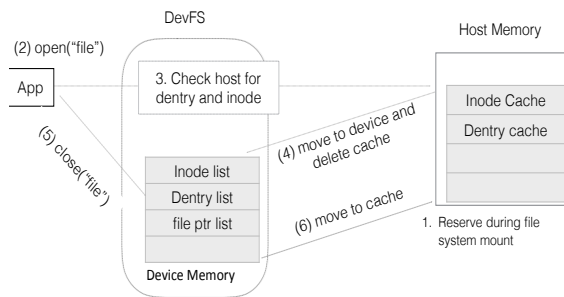 DevFS
Host Memory
(2) open(“file”)
App
3. Check host for
dentry and inode
Inode Cache
Dentry cache
(4) move to device and
delete cache
(5) close(“file”)
Inode list
Dentry list
file ptr list
(6) move to cache
1. Reserve during file
system mount
Device Memory